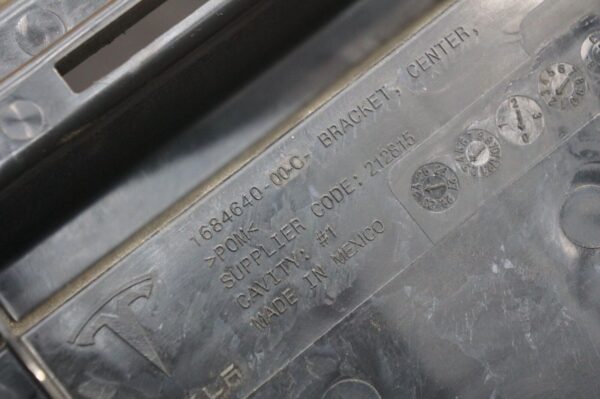 1684640-00-C- BRACKET, CENTER,
>POM<
SUPPLIER CODE: 212815
CAVITY: #1
MADE IN MEXICO